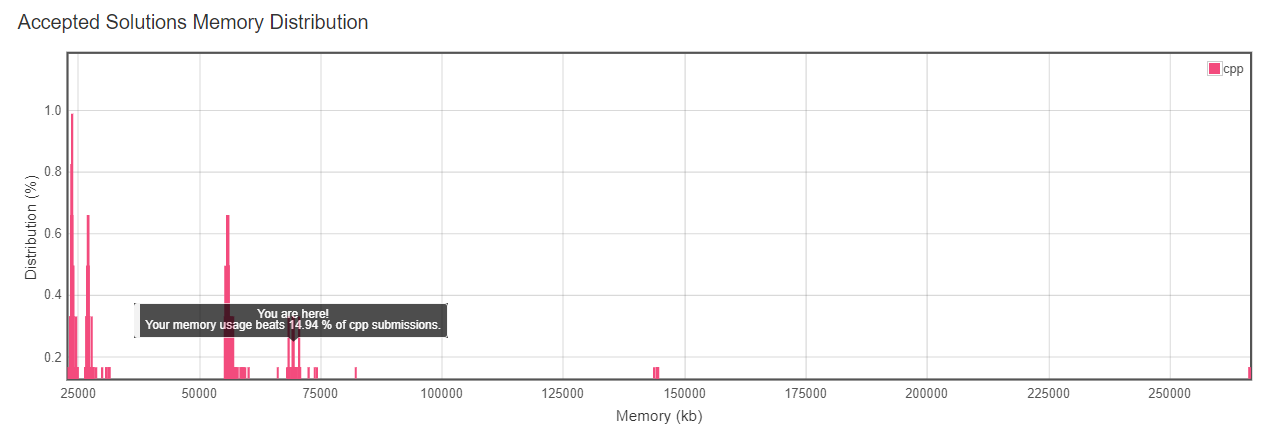 Accepted Solutions Memory Distribution
cpp
1.0
0.8
0.6
0.4
0.2
Distribution (%)
You are here!
Your memory usage beats 14.94 % of cpp submissions.
25000 50000 75000 100000 125000 150000 175000 200000 225000 250000
Memory (kb)